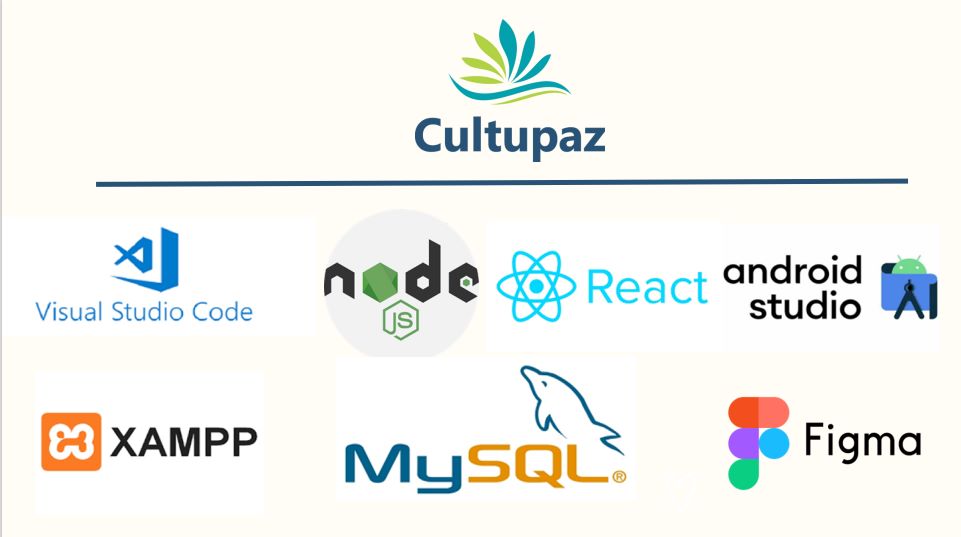 Cultupaz
Visual Studio Code
node
JS
React
android
studio
XAMPP
MySQL®
Figma